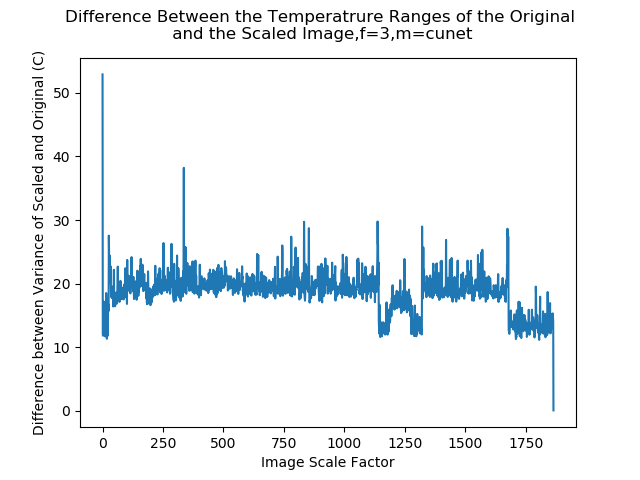 Difference Between the Temperatrure Ranges of the Original
and the Scaled Image,f=3,m=cunet
Difference between Variance of Scaled and Original (C)
50
40
30
20
10
0
0 250 500 750 1000 1250 1500 1750
Image Scale Factor